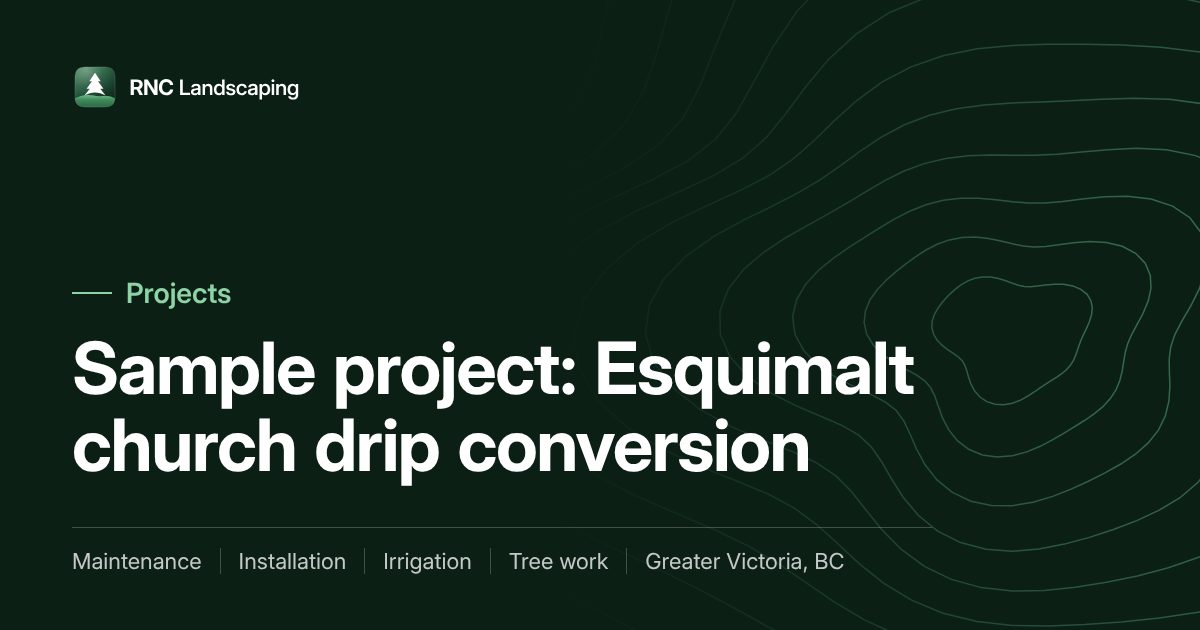 RNC Landscaping
Projects
Sample project: Esquimalt
church drip conversion
Maintenance
Installation
Irrigation
Tree work
Greater Victoria, BC